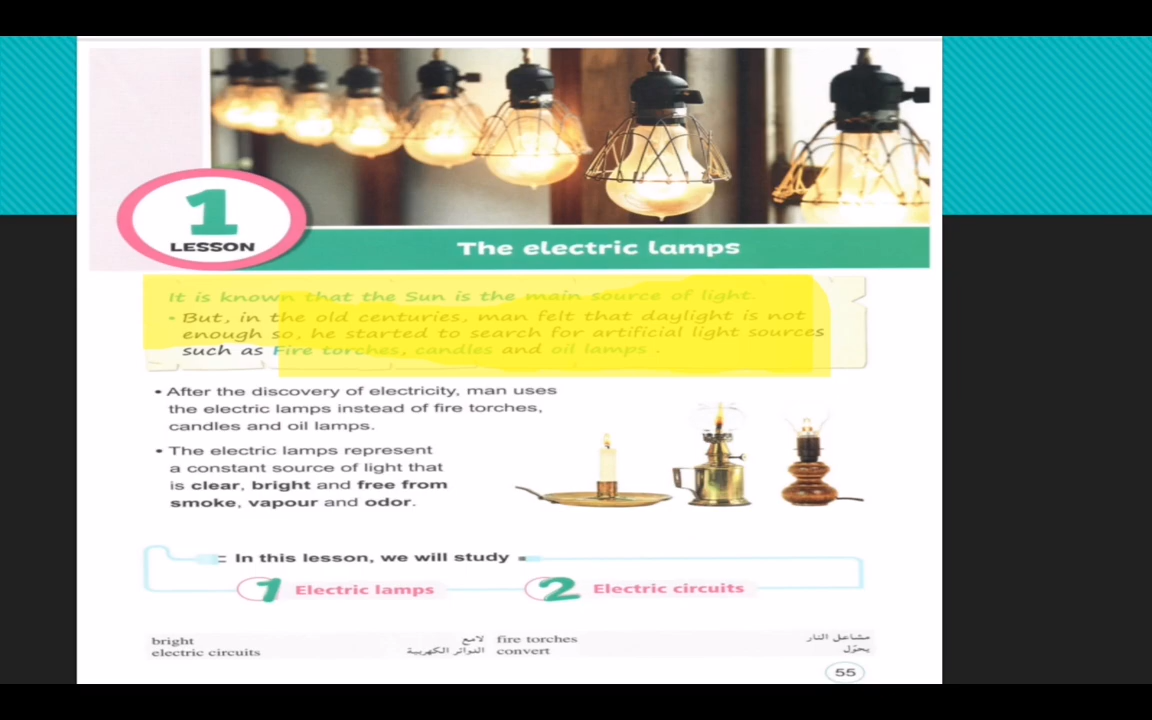 1
LESSON
The electric lamps
It is known that the Sun is the main source of light.
• But, in the old centuries, man felt that daylight is not
enough so, he started to search for artificial light sources
such as Fire torches, candles and oil lamps .
• After the discovery of electricity, man uses
the electric lamps instead of fire torches,
candles and oil lamps.
• The electric lamps represent
a constant source of light that
is clear, bright and free from
smoke, vapour and odor.
In this lesson, we will study
1 Electric lamps 2 Electric circuits
bright لامع fire torches مشاعل النار
electric circuits الدوائر الكهربية convert يحوّل
55